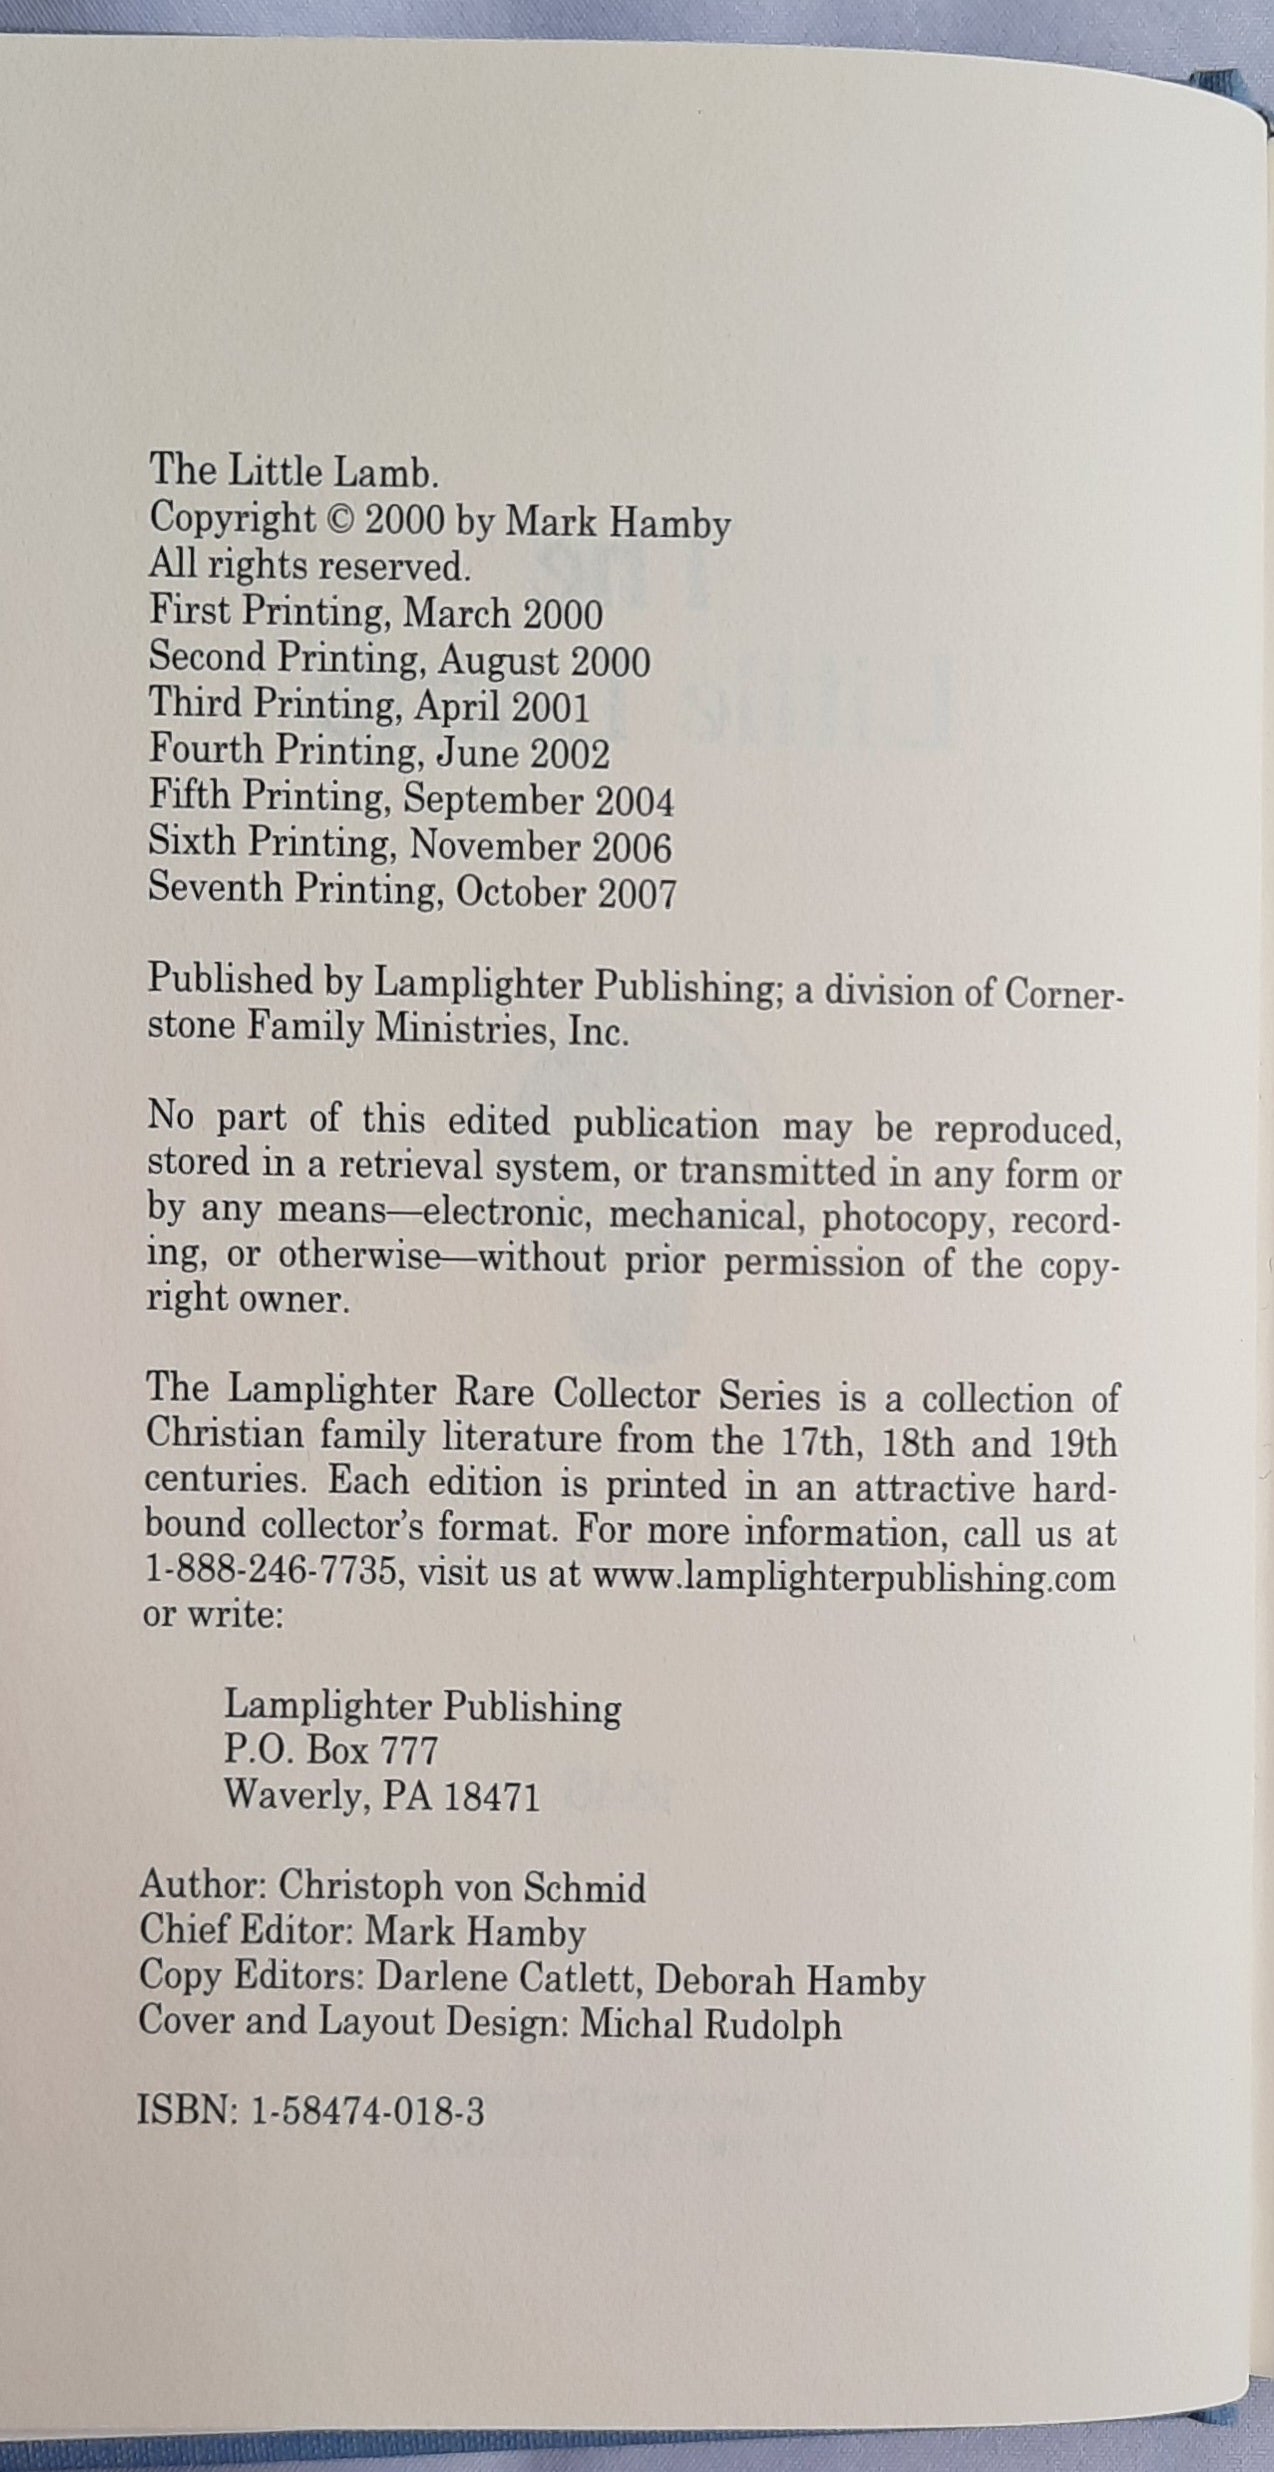 The Little Lamb.
Copyright © 2000 by Mark Hamby
All rights reserved.
First Printing, March 2000
Second Printing, August 2000
Third Printing, April 2001
Fourth Printing, June 2002
Fifth Printing, September 2004
Sixth Printing, November 2006
Seventh Printing, October 2007
Published by Lamplighter Publishing; a division of Corner-
stone Family Ministries, Inc.
No part of this edited publication may be reproduced,
stored in a retrieval system, or transmitted in any form or
by any means—electronic, mechanical, photocopy, record-
ing, or otherwise—without prior permission of the copy-
right owner.
The Lamplighter Rare Collector Series is a collection of
Christian family literature from the 17th, 18th and 19th
centuries. Each edition is printed in an attractive hard-
bound collector's format. For more information, call us at
1-888-246-7735, visit us at www.lamplighterpublishing.com
or write:
Lamplighter Publishing
P.O. Box 777
Waverly, PA 18471
Author: Christoph von Schmid
Chief Editor: Mark Hamby
Copy Editors: Darlene Catlett, Deborah Hamby
Cover and Layout Design: Michal Rudolph
ISBN: 1-58474-018-3